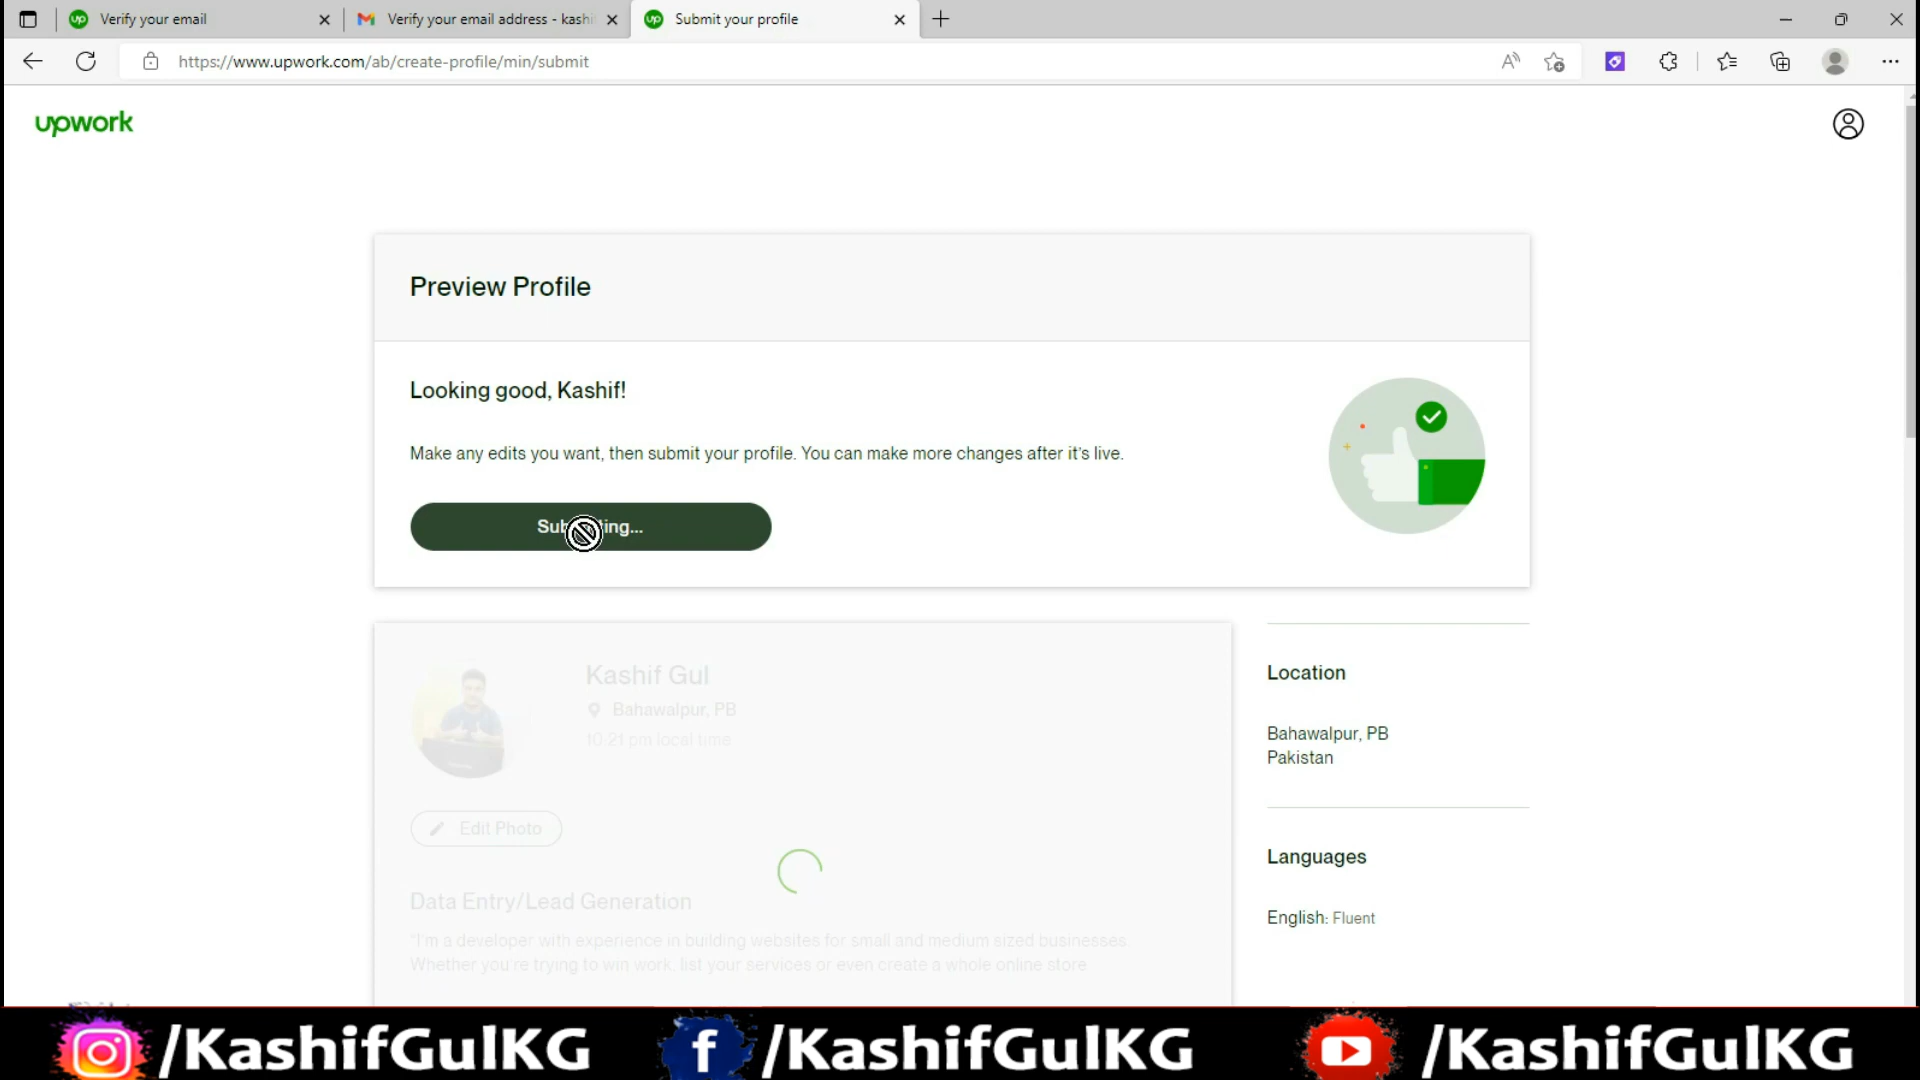 Verify your email
Verify your email address - kashi
Submit your profile
https://www.upwork.com/ab/create-profile/min/submit
upwork
Preview Profile
Looking good, Kashif!
Make any edits you want, then submit your profile. You can make more changes after it's live.
Submitting...
Kashif Gul
Bahawalpur, PB
10:21 pm local time
Edit Photo
Data Entry/Lead Generation
"I'm a developer with experience in building websites for small and medium sized businesses.
Whether you're trying to win work, list your services or even create a whole online store
Location
Bahawalpur, PB
Pakistan
Languages
English: Fluent
/KashifGulKG
/KashifGulKG
/KashifGulKG